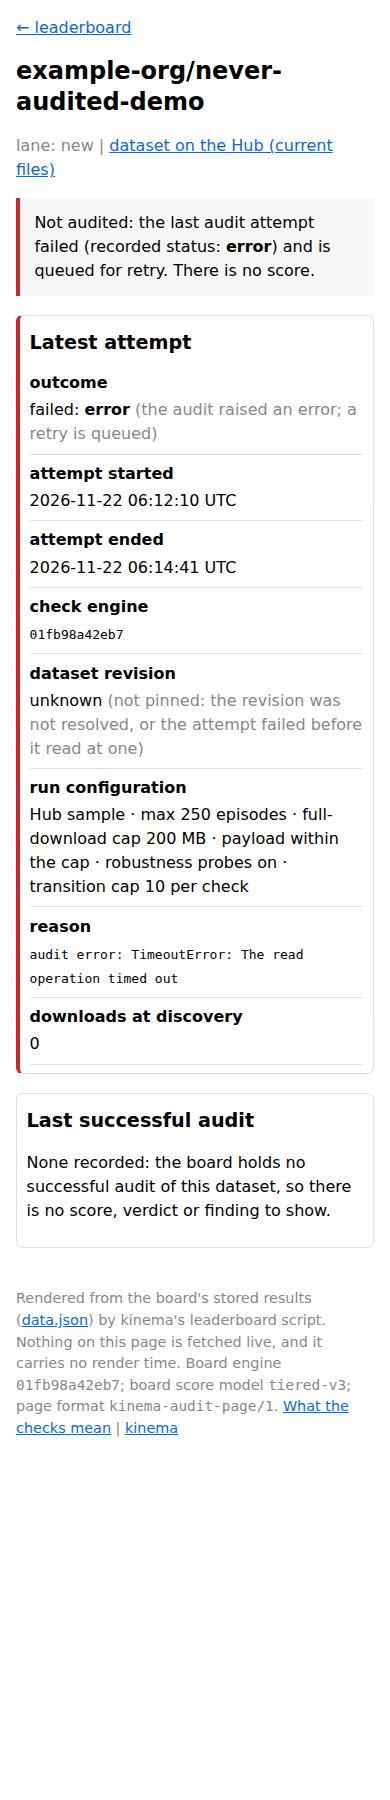 ← leaderboard
example-org/never-
audited-demo
lane: new | dataset on the Hub (current
files)
Not audited: the last audit attempt
failed (recorded status: error) and is
queued for retry. There is no score.
Latest attempt
outcome
failed: error (the audit raised an error; a
retry is queued)
attempt started
2026-11-22 06:12:10 UTC
attempt ended
2026-11-22 06:14:41 UTC
check engine
01fb98a42eb7
dataset revision
unknown (not pinned: the revision was
not resolved, or the attempt failed before
it read at one)
run configuration
Hub sample · max 250 episodes · full-
download cap 200 MB · payload within
the cap · robustness probes on ·
transition cap 10 per check
reason
audit error: TimeoutError: The read
operation timed out
downloads at discovery
0
Last successful audit
None recorded: the board holds no
successful audit of this dataset, so there
is no score, verdict or finding to show.
Rendered from the board's stored results
(data.json) by kinema's leaderboard script.
Nothing on this page is fetched live, and it
carries no render time. Board engine
01fb98a42eb7; board score model tiered-v3;
page format kinema-audit-page/1. What the
checks mean | kinema